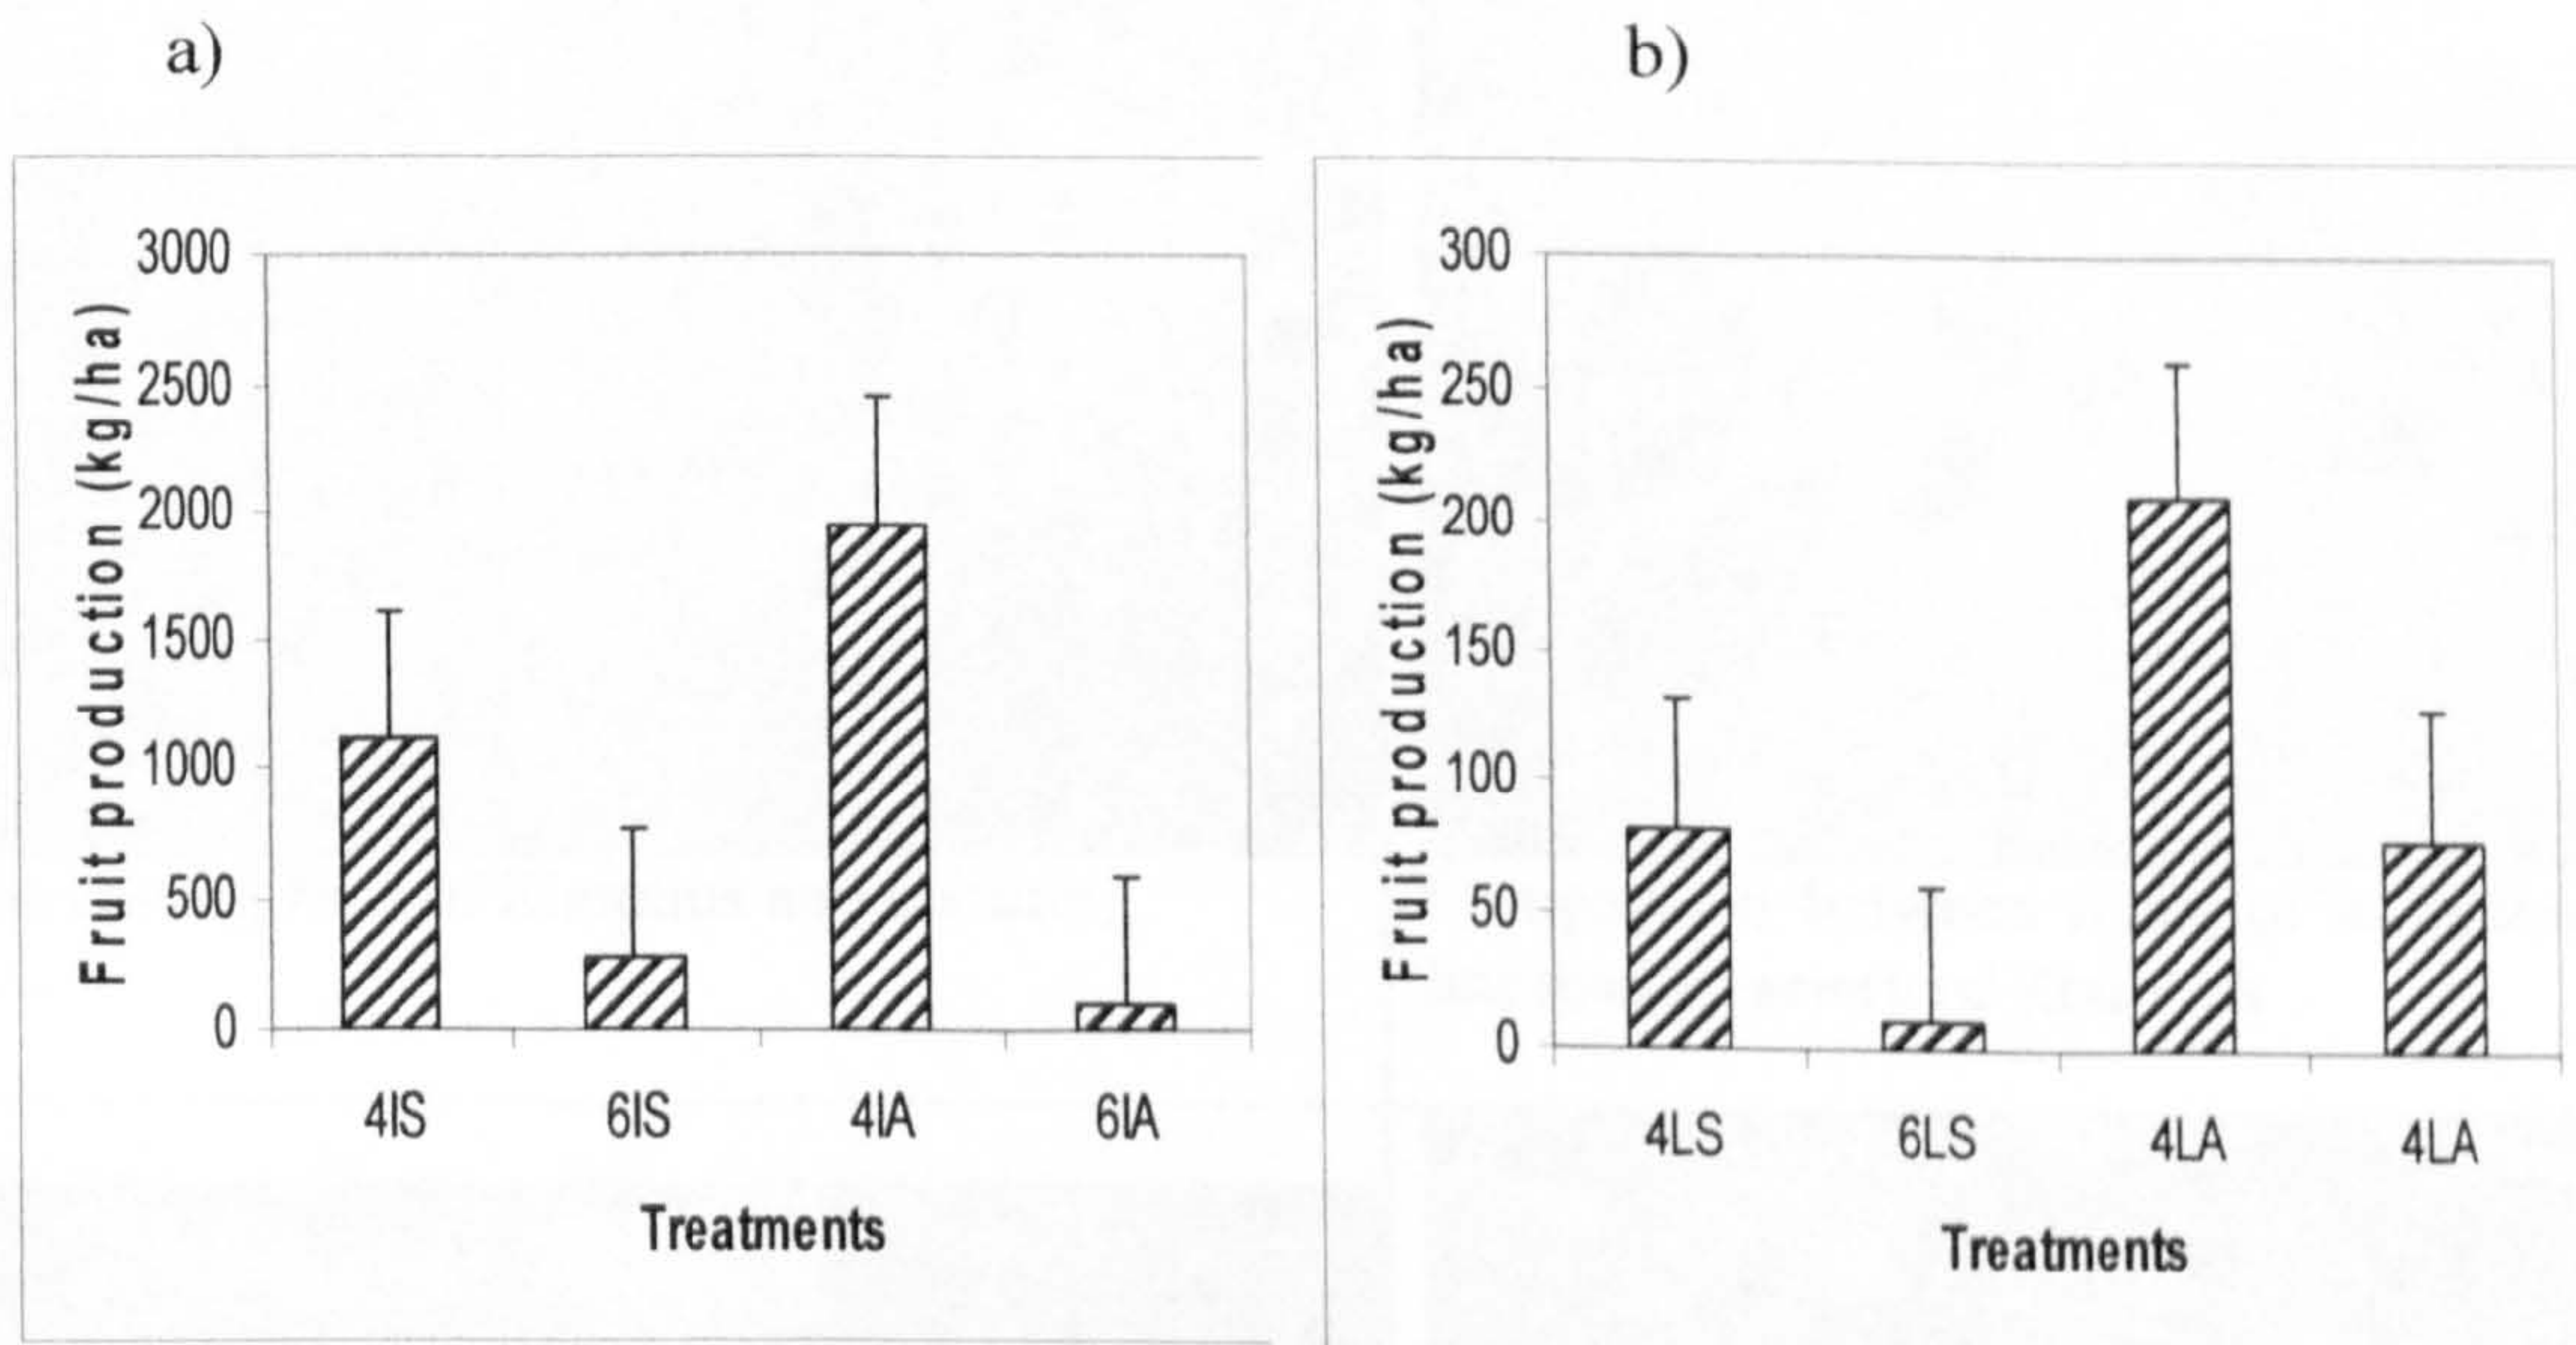 a)
b)
3000
2500
2000
1500
1000
500
0
Fruit production (kg/ha)
4IS 6IS 4IA 6IA
Treatments
300
250
200
150
100
50
0
Fruit production (kg/ha)
4LS 6LS 4LA 4LA
Treatments